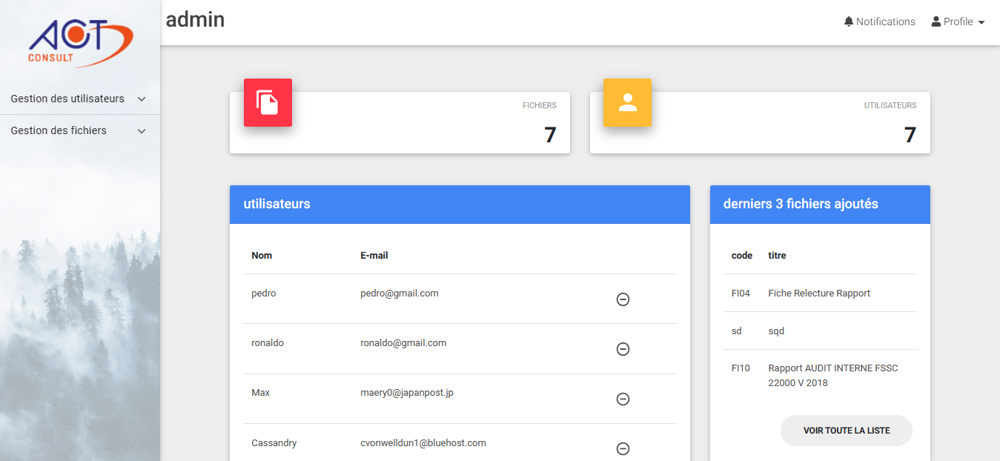 ACT
CONSULT
admin
Notifications
Profile
Gestion des utilisateurs
Gestion des fichiers
FICHIERS
7
UTILISATEURS
7
utilisateurs
Nom E-mail
pedro pedro@gmail.com
ronaldo ronaldo@gmail.com
Max maery0@japanpost.jp
Cassandry cvonwelldun1@bluehost.com
derniers 3 fichiers ajoutés
code titre
FI04 Fiche Relecture Rapport
sd sqd
FI10 Rapport AUDIT INTERNE FSSC
22000 V 2018
VOIR TOUTE LA LISTE